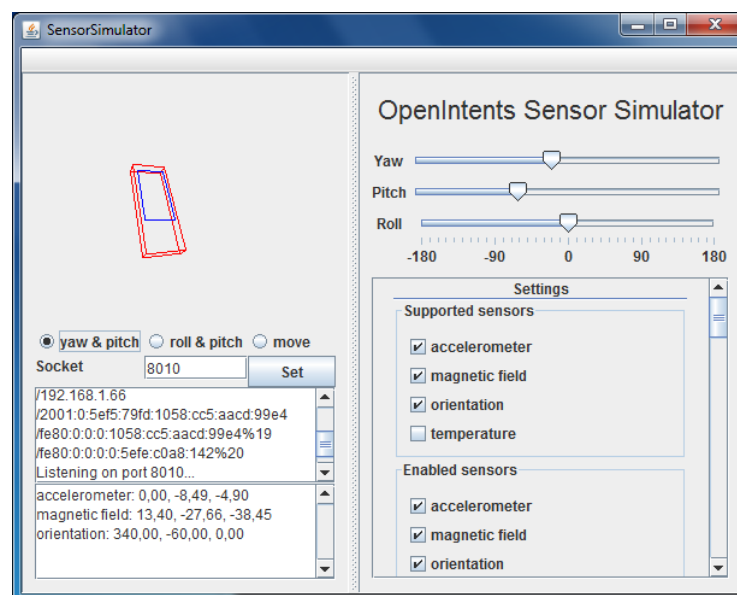 SensorSimulator
OpenIntents Sensor Simulator
Yaw
Pitch
Roll
-180 -90 0 90 180
yaw & pitch roll & pitch move
Socket 8010 Set
/192.168.1.66
/2001:0:5ef5:79fd:1058:cc5:aacd:99e4
/fe80:0:0:0:1058:cc5:aacd:99e4%19
/fe80:0:0:0:0:5efe:c0a8:142%20
Listening on port 8010...
accelerometer: 0,00, -8,49, -4,90
magnetic field: 13,40, -27,66, -38,45
orientation: 340,00, -60,00, 0,00
Settings
Supported sensors
accelerometer
magnetic field
orientation
temperature
Enabled sensors
accelerometer
magnetic field
orientation